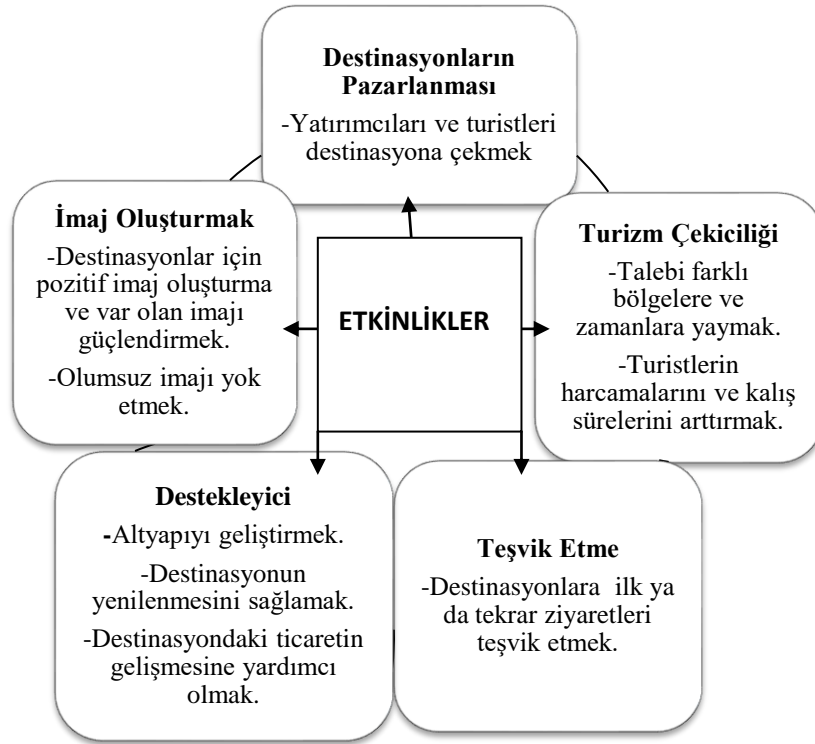 Destinasyonların
Pazarlanması
-Yatırımcıları ve turistleri
destinasyona çekmek
İmaj Oluşturmak
-Destinasyonlar için
pozitif imaj oluşturma
ve var olan imajı
güçlendirmek.
-Olumsuz imajı yok
etmek.
ETKİNLİKLER
Turizm Çekiciliği
-Talebi farklı
bölgelere ve
zamanlara yaymak.
-Turistlerin
harcamalarını ve kalış
sürelerini arttırmak.
Destekleyici
-Altyapıyı geliştirmek.
-Destinasyonun
yenilenmesini sağlamak.
-Destinasyondaki ticaretin
gelişmesine yardımcı
olmak.
Teşvik Etme
-Destinasyonlara  ilk ya
da tekrar ziyaretleri
teşvik etmek.